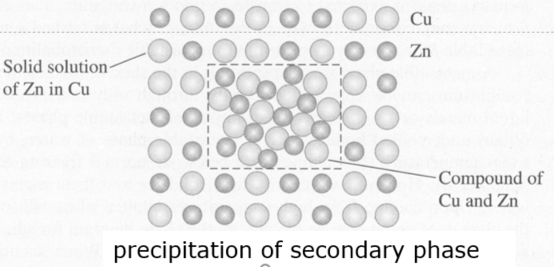 Cu
Zn
Solid solution
of Zn in Cu
Compound of
Cu and Zn
precipitation of secondary phase